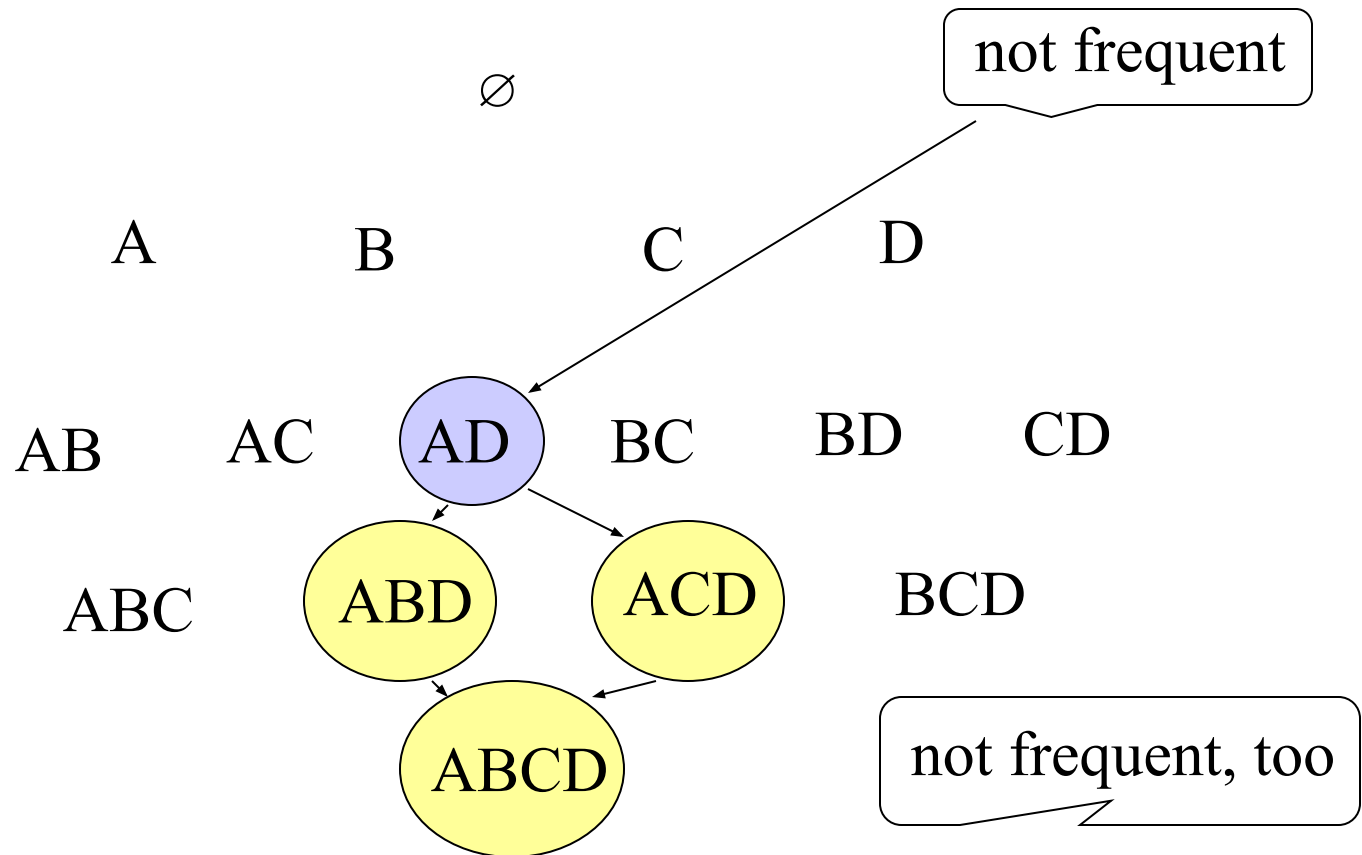 not frequent
∅
A B C D
AB AC AD BC BD CD
ABC ABD ACD BCD
ABCD
not frequent, too